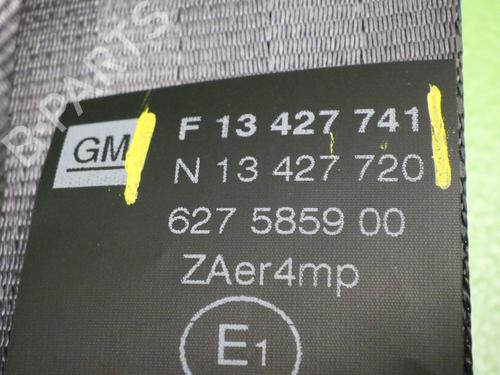 B-PARTS
GM
F 13 427 741
N 13 427 720
627 5859 00
ZAer4mp
E1